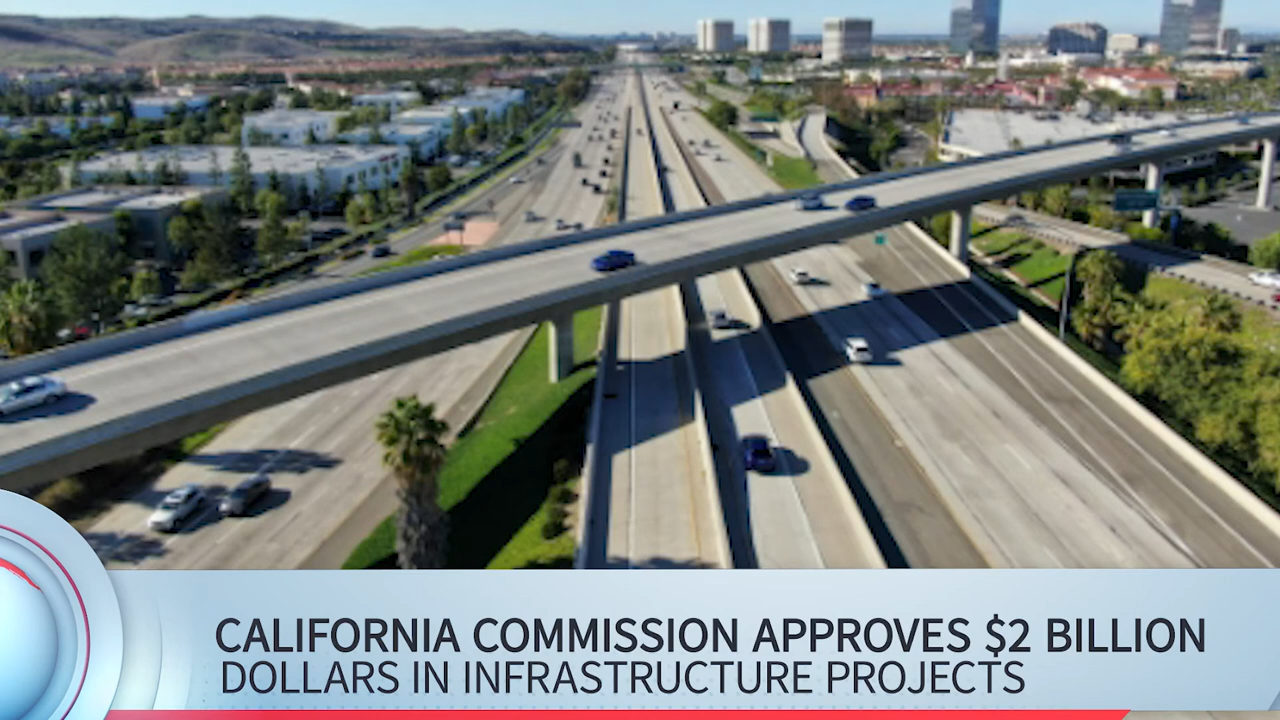 CALIFORNIA COMMISSION APPROVES $2 BILLION
DOLLARS IN INFRASTRUCTURE PROJECTS